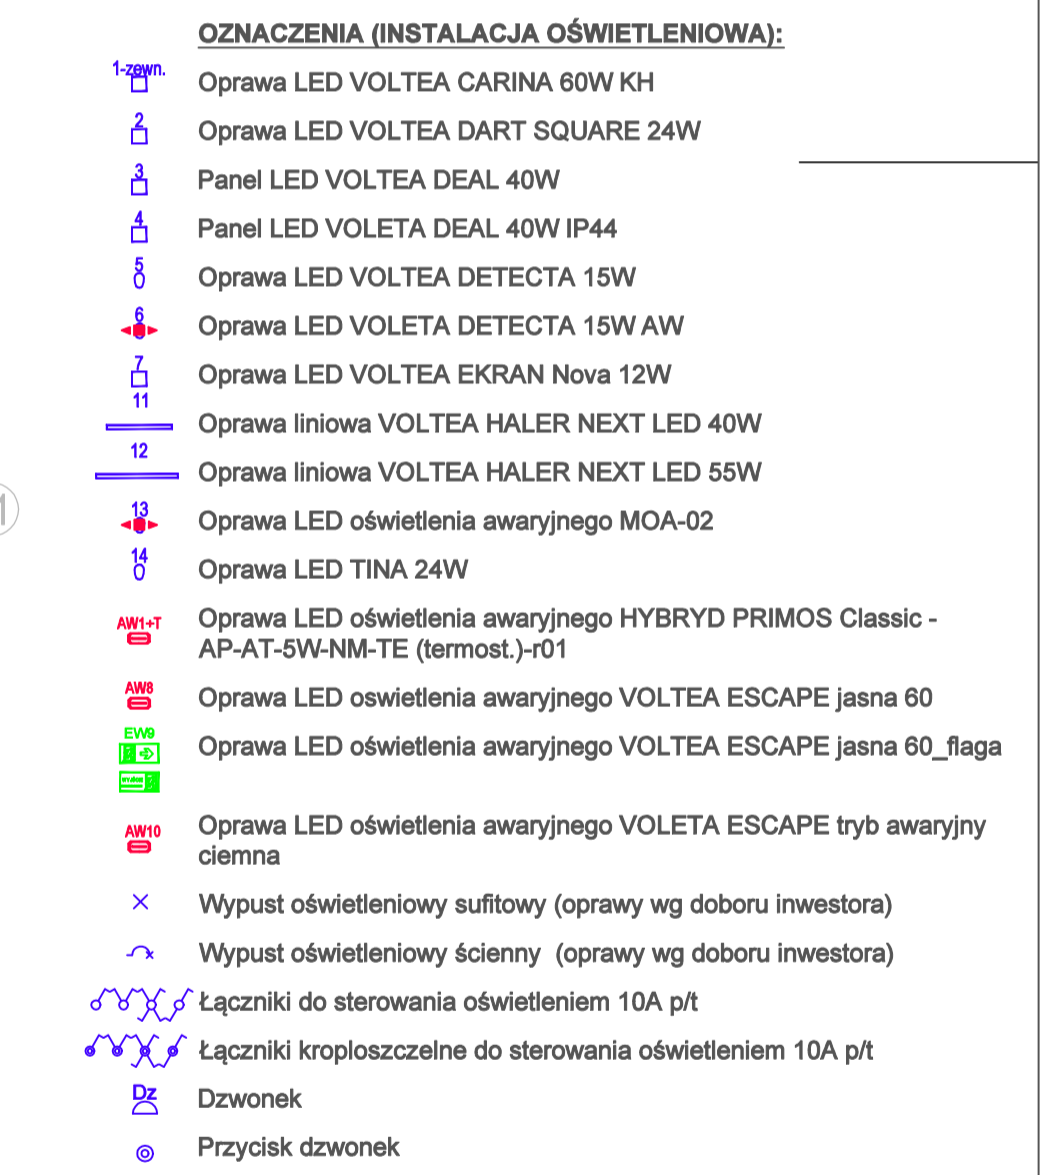 OZNACZENIA (INSTALACJA OŚWIETLENIOWA):
1-zewn.
Oprawa LED VOLTEA CARINA 60W KH
2
Oprawa LED VOLTEA DART SQUARE 24W
3
Panel LED VOLTEA DEAL 40W
4
Panel LED VOLETA DEAL 40W IP44
5
Oprawa LED VOLTEA DETECTA 15W
6
Oprawa LED VOLETA DETECTA 15W AW
7
Oprawa LED VOLTEA EKRAN Nova 12W
11
Oprawa liniowa VOLTEA HALER NEXT LED 40W
12
Oprawa liniowa VOLTEA HALER NEXT LED 55W
1
13
Oprawa LED oświetlenia awaryjnego MOA-02
14
Oprawa LED TINA 24W
AW1+T
Oprawa LED oświetlenia awaryjnego HYBRYD PRIMOS Classic -
AP-AT-5W-NM-TE (termost.)-r01
AW8
Oprawa LED oswietlenia awaryjnego VOLTEA ESCAPE jasna 60
EW9
Oprawa LED oświetlenia awaryjnego VOLTEA ESCAPE jasna 60_flaga
AW10
Oprawa LED oświetlenia awaryjnego VOLETA ESCAPE tryb awaryjny
ciemna
Wypust oświetleniowy sufitowy (oprawy wg doboru inwestora)
Wypust oświetleniowy ścienny (oprawy wg doboru inwestora)
Łączniki do sterowania oświetleniem 10A p/t
Łączniki kroploszczelne do sterowania oświetleniem 10A p/t
Dz
Dzwonek
Przycisk dzwonek